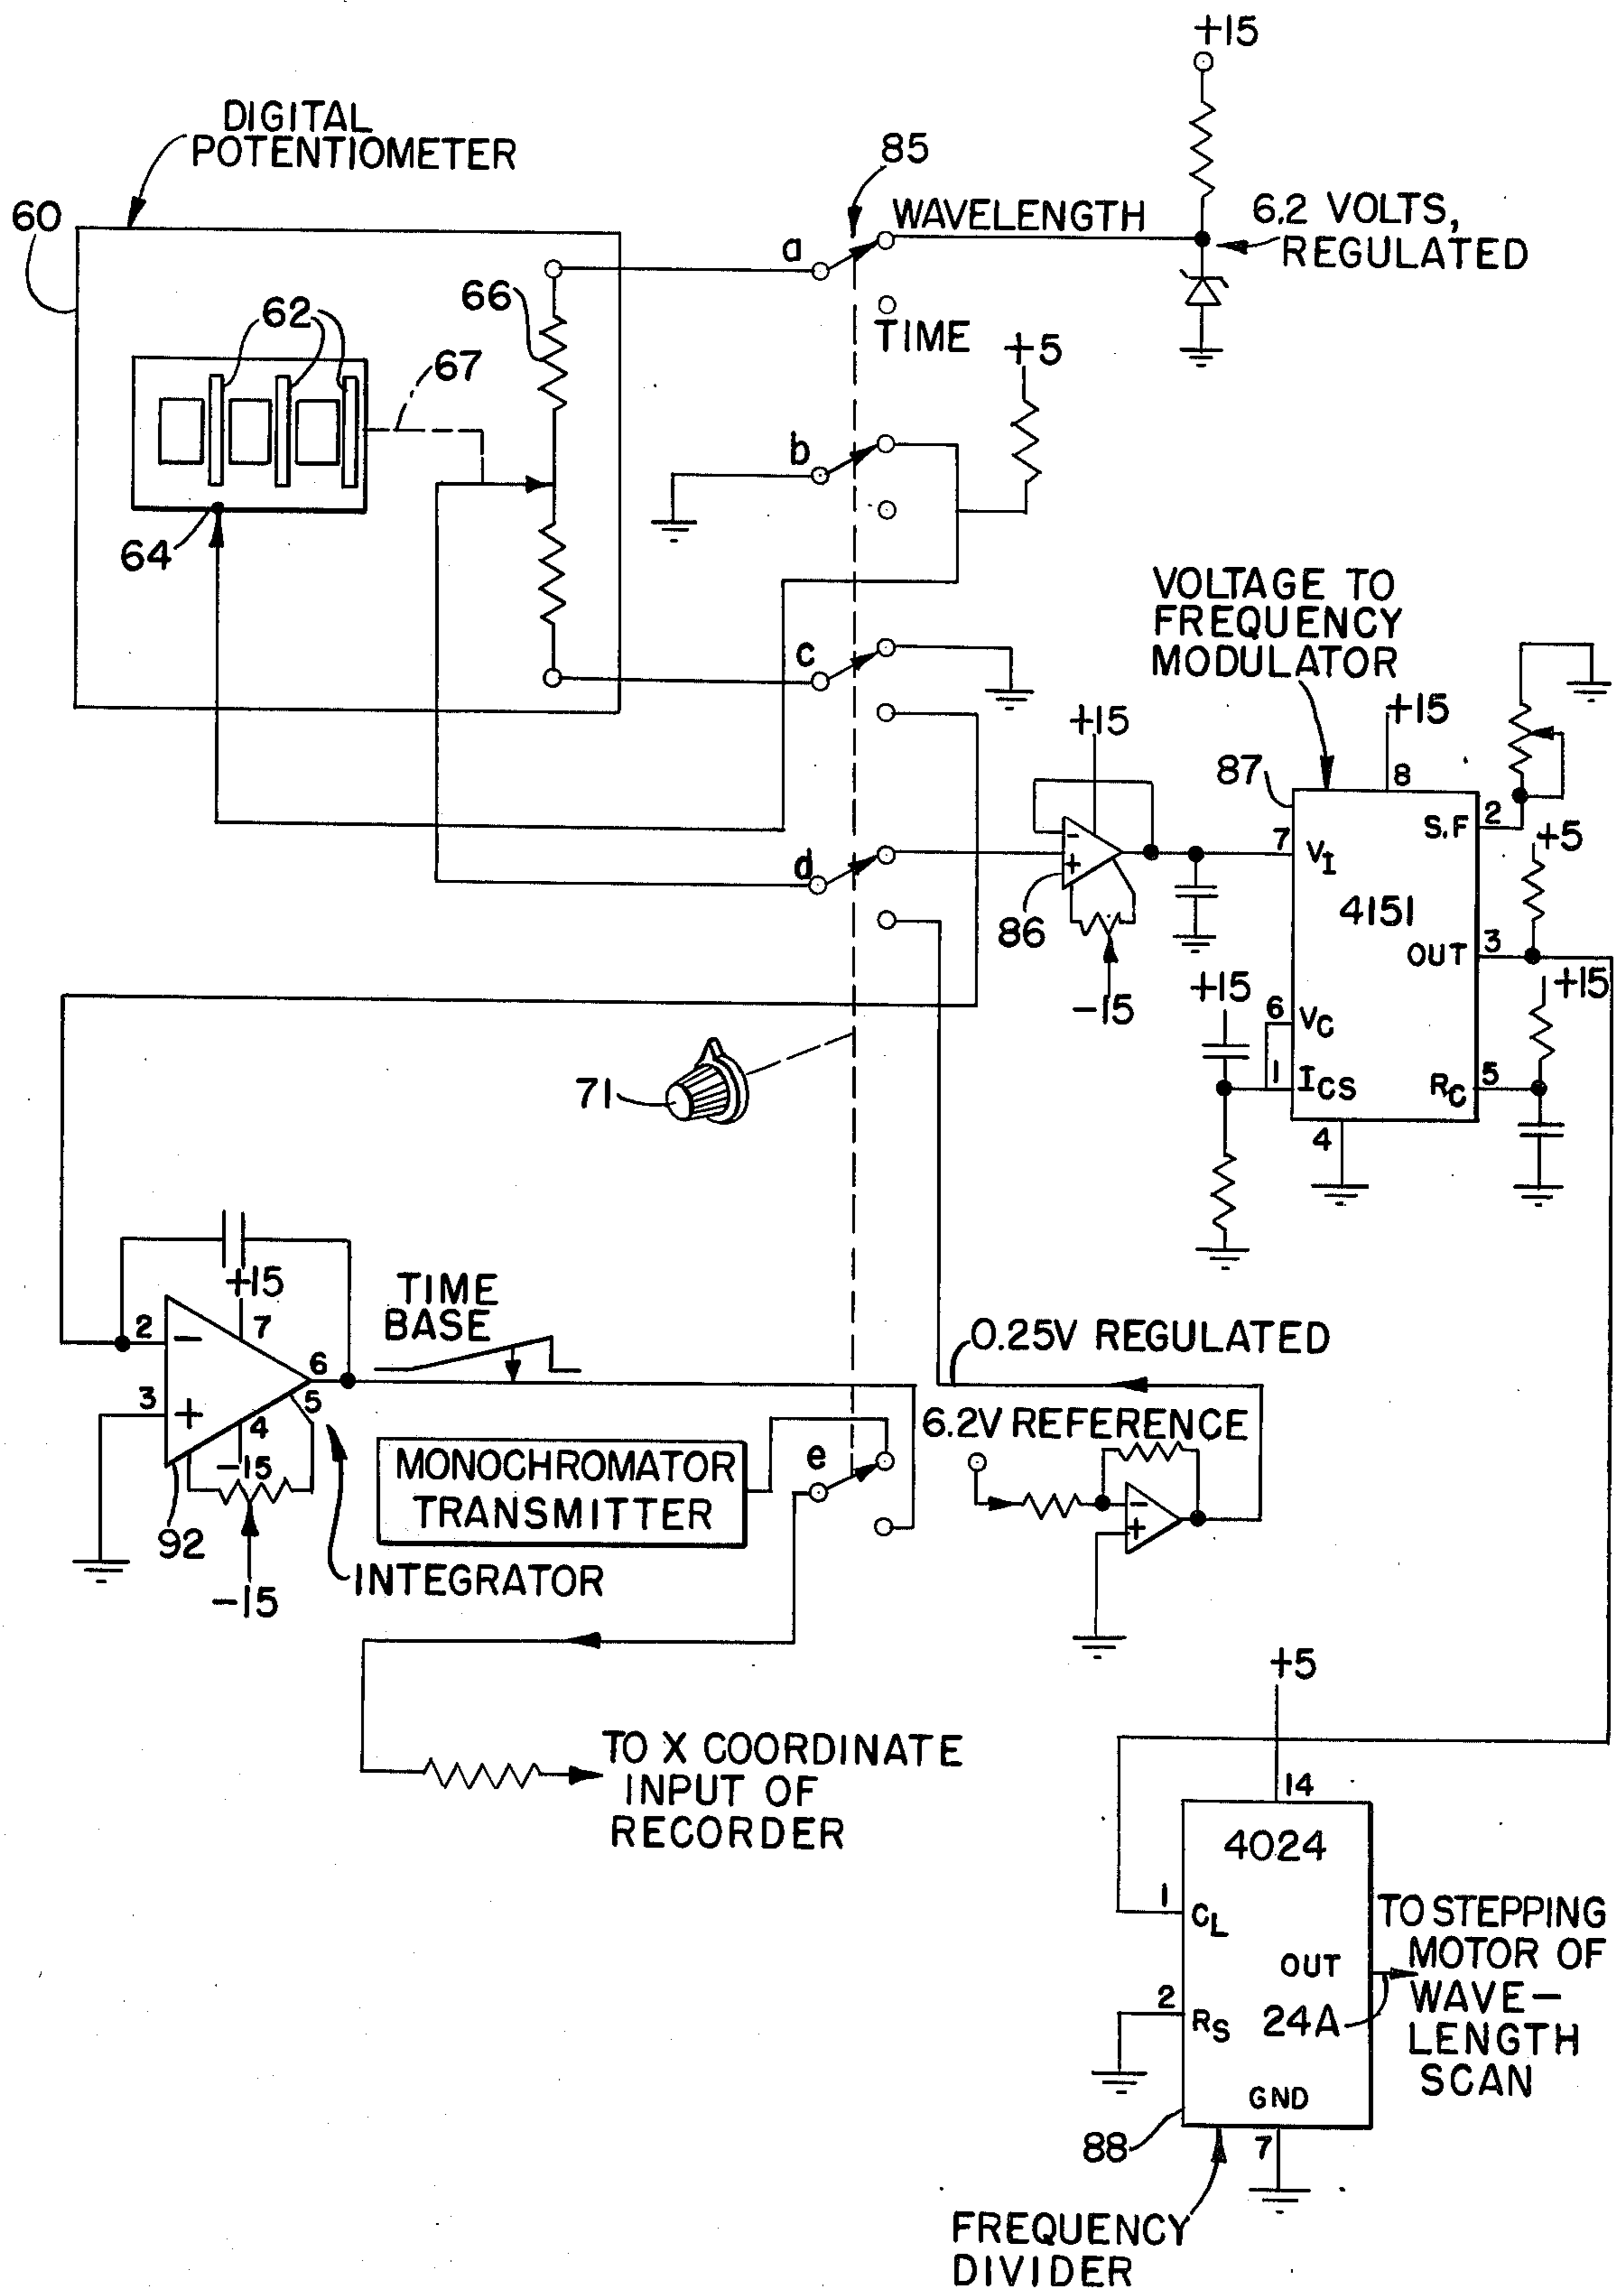 +15
DIGITAL
POTENTIOMETER
85
60
WAVELENGTH
6.2 VOLTS,
REGULATED
a
66
62
TIME
+5
67
b
64
VOLTAGE TO
FREQUENCY
MODULATOR
c
+15
+15
87
8
S.F 2
+5
7 VI
d
- +
86
4151
OUT 3
-15
+15
+15
6 VC
1 ICS
RC 5
71
4
+15
TIME
BASE
2 -
7
6
0.25V REGULATED
3 +
5
4
6.2V REFERENCE
-15
e
MONOCHROMATOR
TRANSMITTER
- +
92
INTEGRATOR
-15
+5
TO X COORDINATE
INPUT OF
RECORDER
14
4024
1 CL
TO STEPPING
MOTOR OF
WAVE-
LENGTH
SCAN
OUT
2 RS
24A
GND
88
7
FREQUENCY
DIVIDER